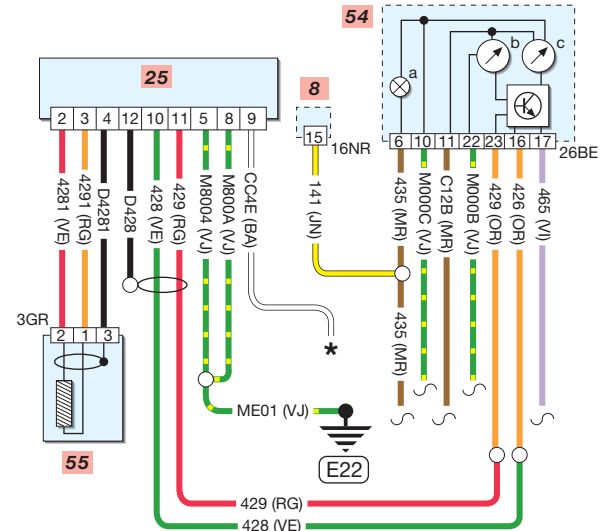 54
25
8
a
b
c
2 3 4 12 10 11 5 8 9
15
16NR
6 10 11 22 23 16 17
26BE
4281 (VE)
4291 (RG)
D4281
D428
428 (VE)
429 (RG)
M8004 (VJ)
M800A (VJ)
CC4E (BA)
141 (JN)
435 (MR)
M000C (VJ)
C12B (MR)
M000B (VJ)
429 (OR)
426 (OR)
465 (VI)
435 (MR)
3GR
2 1 3
*
ME01 (VJ)
E22
55
429 (RG)
428 (VE)